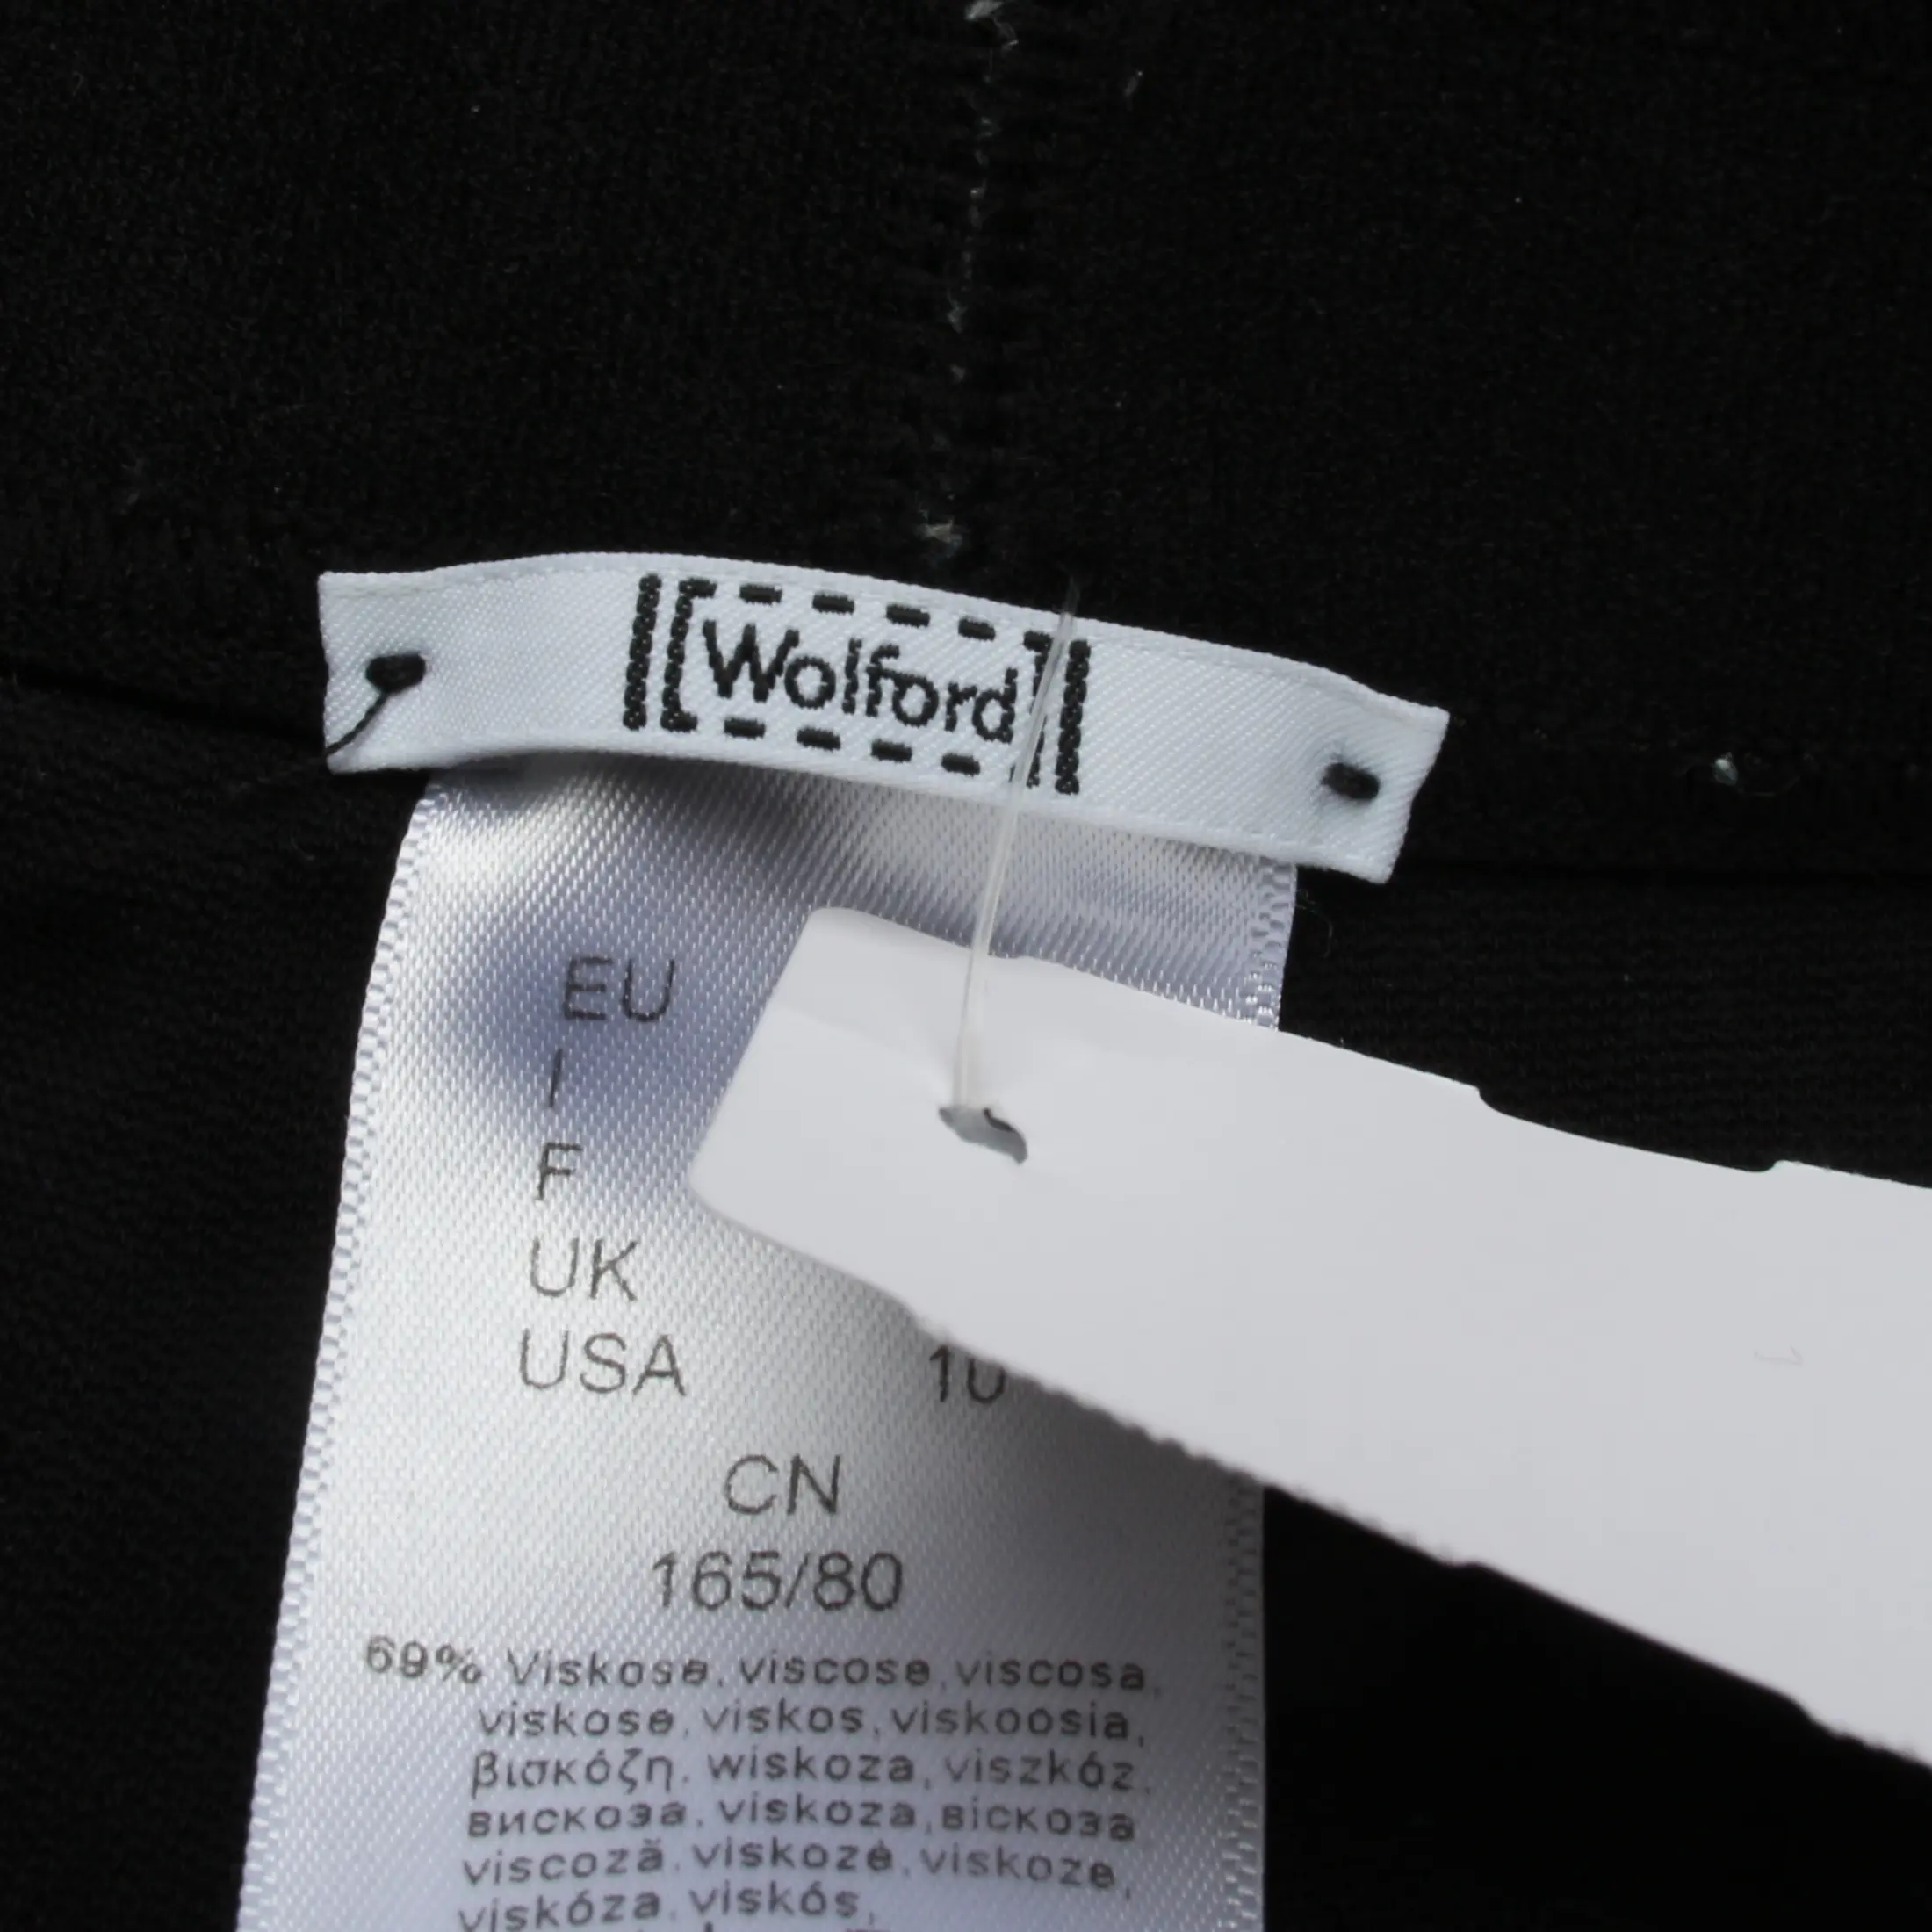 Wolford
EU
I
F
UK
USA 10
CN
165/80
69% Viskose, viscose, viscosa,
viskose, viskos, viskoosia,
βισκόζη, wiskoza, viszkóz,
вискоза, viskoza, віскоза
viscoză, viskozė, viskoze,
viskóza, viskós,